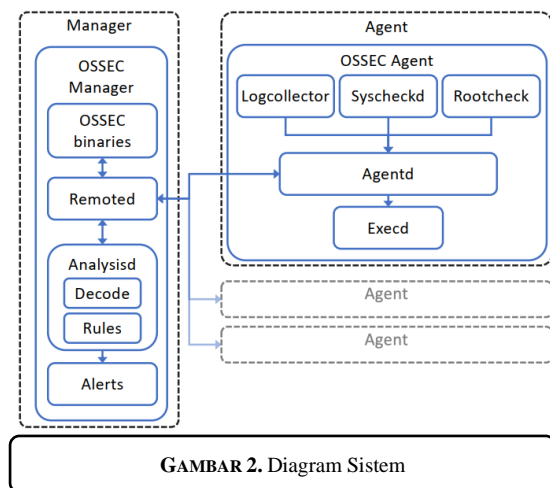 Manager
OSSEC
Manager
OSSEC
binaries
Remoted
Analysisd
Decode
Rules
Alerts
Agent
OSSEC Agent
Logcollector
Syscheckd
Rootcheck
Agentd
Execd
Agent
Agent
GAMBAR 2. Diagram Sistem